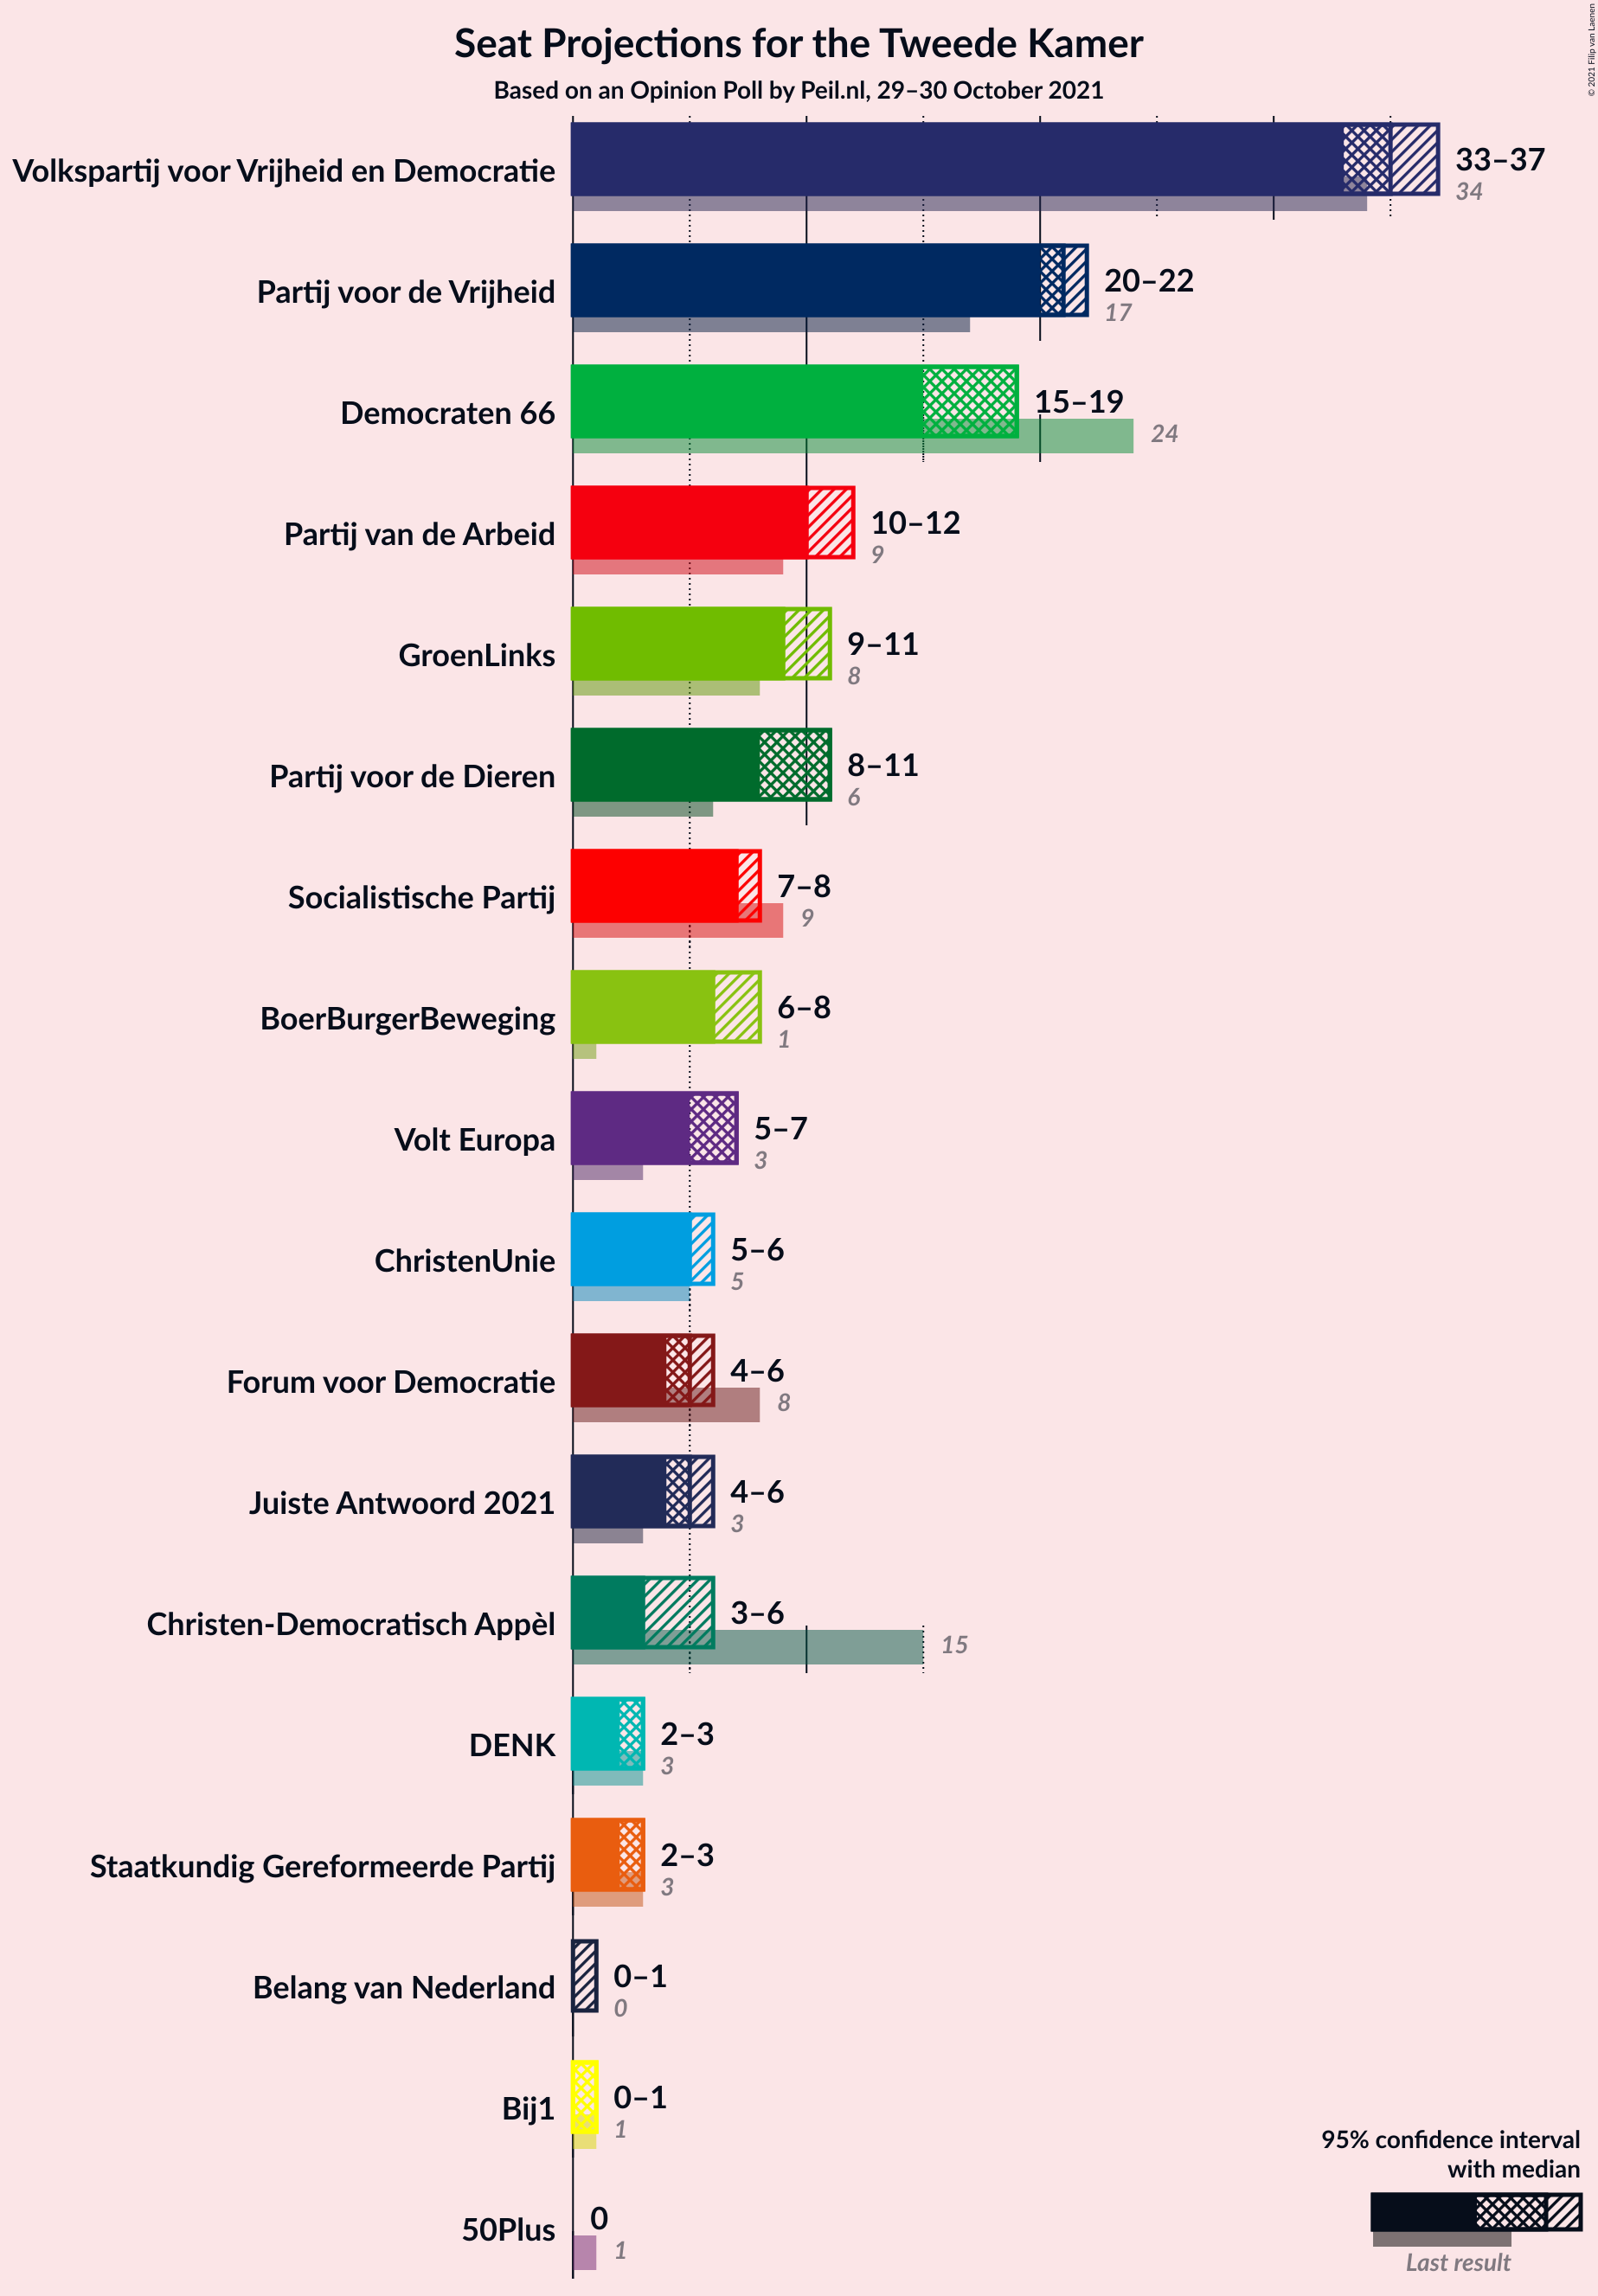 Seat Projections for the Tweede Kamer
Based on an Opinion Poll by Peil.nl, 29–30 October 2021
© 2021 Filip van Laenen
Volkspartij voor Vrijheid en Democratie
33–37
34
Partij voor de Vrijheid
20–22
17
Democraten 66
15–19
24
Partij van de Arbeid
10–12
9
GroenLinks
9–11
8
Partij voor de Dieren
8–11
6
Socialistische Partij
7–8
9
BoerBurgerBeweging
6–8
1
Volt Europa
5–7
3
ChristenUnie
5–6
5
Forum voor Democratie
4–6
8
Juiste Antwoord 2021
4–6
3
Christen-Democratisch Appèl
3–6
15
DENK
2–3
3
Staatkundig Gereformeerde Partij
2–3
3
Belang van Nederland
0–1
0
Bij1
0–1
1
50Plus
0
1
95% confidence interval
with median
Last result